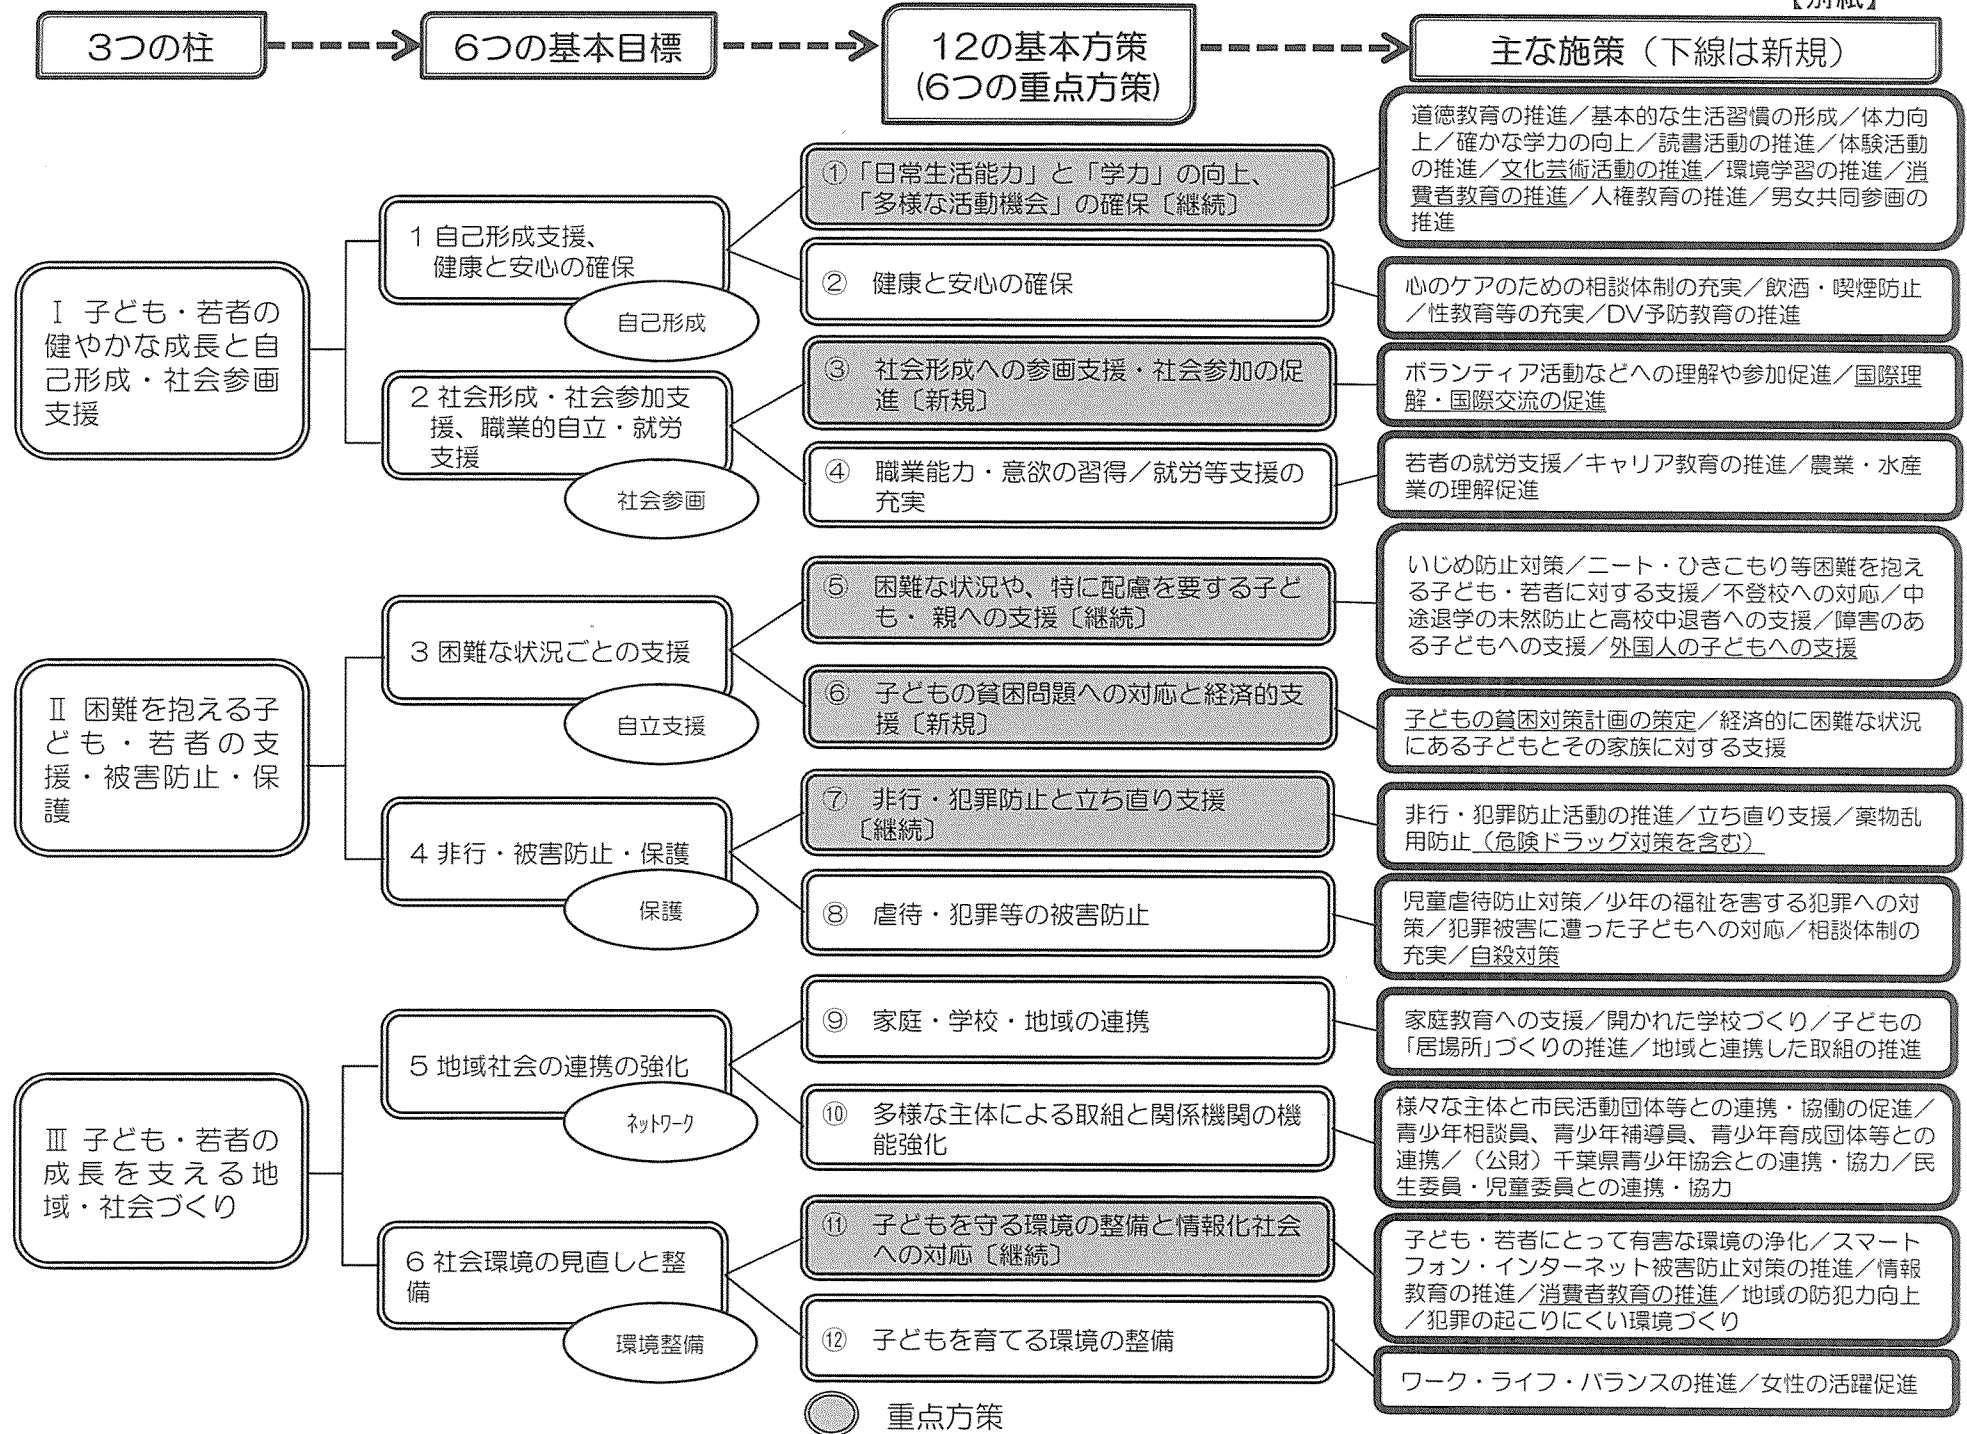 【別紙】
3つの柱
6つの基本目標
12の基本方策
(6つの重点方策)
主な施策（下線は新規）
Ⅰ 子ども・若者の
健やかな成長と自
己形成・社会参画
支援
1 自己形成支援、
健康と安心の確保
自己形成
① 「日常生活能力」と「学力」の向上、
「多様な活動機会」の確保〔継続〕
道徳教育の推進／基本的な生活習慣の形成／体力向
上／確かな学力の向上／読書活動の推進／体験活動
の推進／文化芸術活動の推進／環境学習の推進／消
費者教育の推進／人権教育の推進／男女共同参画の
推進
② 健康と安心の確保
心のケアのための相談体制の充実／飲酒・喫煙防止
／性教育等の充実／DV予防教育の推進
2 社会形成・社会参加支
援、職業的自立・就労
支援
社会参画
③ 社会形成への参画支援・社会参加の促
進〔新規〕
ボランティア活動などへの理解や参加促進／国際理
解・国際交流の促進
④ 職業能力・意欲の習得／就労等支援の
充実
若者の就労支援／キャリア教育の推進／農業・水産
業の理解促進
Ⅱ 困難を抱える子
ども・若者の支
援・被害防止・保
護
3 困難な状況ごとの支援
自立支援
⑤ 困難な状況や、特に配慮を要する子ど
も・ 親への支援〔継続〕
いじめ防止対策／ニート・ひきこもり等困難を抱え
る子ども・若者に対する支援／不登校への対応／中
途退学の未然防止と高校中退者への支援／障害のあ
る子どもへの支援／外国人の子どもへの支援
⑥ 子どもの貧困問題への対応と経済的支
援〔新規〕
子どもの貧困対策計画の策定／経済的に困難な状況
にある子どもとその家族に対する支援
4 非行・被害防止・保護
保護
⑦ 非行・犯罪防止と立ち直り支援
〔継続〕
非行・犯罪防止活動の推進／立ち直り支援／薬物乱
用防止（危険ドラッグ対策を含む）
⑧ 虐待・犯罪等の被害防止
児童虐待防止対策／少年の福祉を害する犯罪への対
策／犯罪被害に遭った子どもへの対応／相談体制の
充実／自殺対策
Ⅲ 子ども・若者の
成長を支える地
域・社会づくり
5 地域社会の連携の強化
ﾈｯﾄﾜｰｸ
⑨ 家庭・学校・地域の連携
家庭教育への支援／開かれた学校づくり／子どもの
「居場所」づくりの推進／地域と連携した取組の推進
⑩ 多様な主体による取組と関係機関の機
能強化
様々な主体と市民活動団体等との連携・協働の促進／
青少年相談員、青少年補導員、青少年育成団体等との
連携／（公財）千葉県青少年協会との連携・協力／民
生委員・児童委員との連携・協力
6 社会環境の見直しと整
備
環境整備
⑪ 子どもを守る環境の整備と情報化社会
への対応〔継続〕
子ども・若者にとって有害な環境の浄化／スマート
フォン・インターネット被害防止対策の推進／情報
教育の推進／消費者教育の推進／地域の防犯力向上
／犯罪の起こりにくい環境づくり
⑫ 子どもを育てる環境の整備
ワーク・ライフ・バランスの推進／女性の活躍促進
重点方策